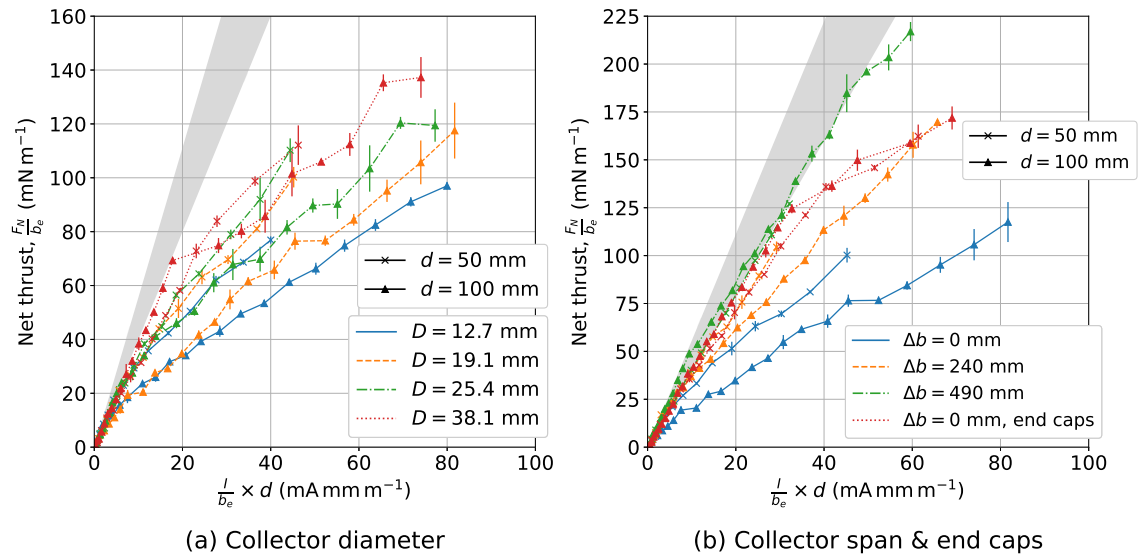 160
140
120
100
80
60
40
20
0
Net thrust, F_N/b_e (mN m⁻¹)
d = 50 mm
d = 100 mm
D = 12.7 mm
D = 19.1 mm
D = 25.4 mm
D = 38.1 mm
0 20 40 60 80 100
I/b_e × d (mA mm m⁻¹)
(a) Collector diameter
225
200
175
150
125
100
75
50
25
0
Net thrust, F_N/b_e (mN m⁻¹)
d = 50 mm
d = 100 mm
Δb = 0 mm
Δb = 240 mm
Δb = 490 mm
Δb = 0 mm, end caps
0 20 40 60 80 100
I/b_e × d (mA mm m⁻¹)
(b) Collector span & end caps